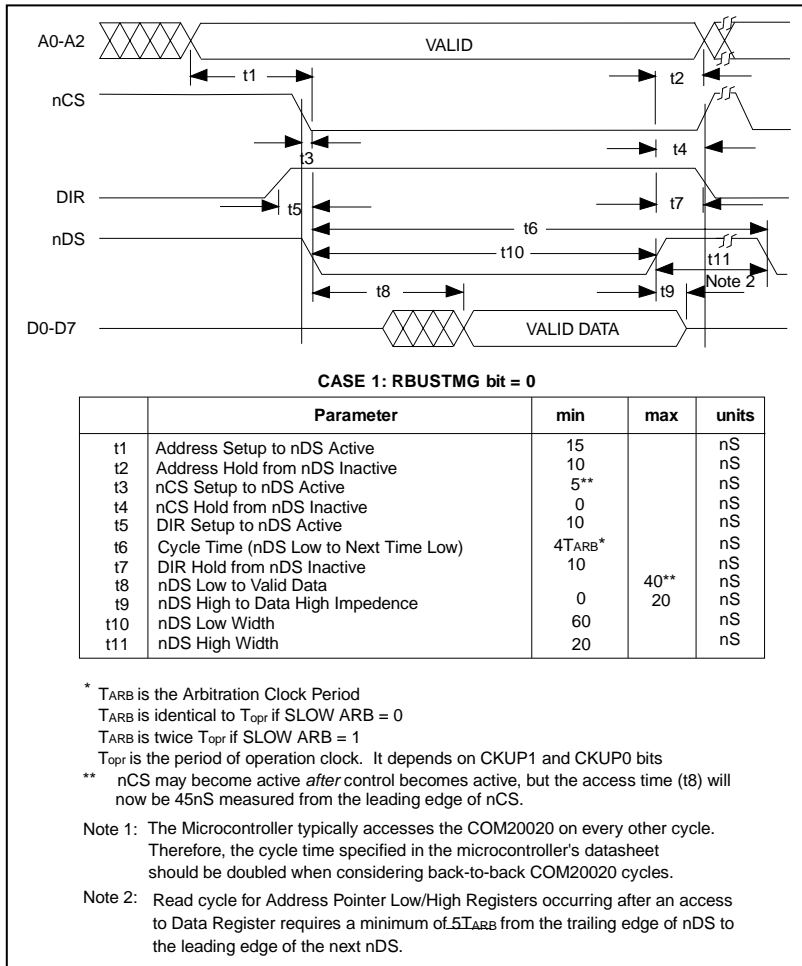 A0-A2
VALID
t1
t2
nCS
t3
t4
DIR
t5
t7
t6
nDS
t10
t11
Note 2
t8
t9
D0-D7
VALID DATA
CASE 1: RBUSTMG bit = 0
Parameter min max units
t1 Address Setup to nDS Active 15 nS
t2 Address Hold from nDS Inactive 10 nS
t3 nCS Setup to nDS Active 5** nS
t4 nCS Hold from nDS Inactive 0 nS
t5 DIR Setup to nDS Active 10 nS
t6 Cycle Time (nDS Low to Next Time Low) 4TARB* nS
t7 DIR Hold from nDS Inactive 10 nS
t8 nDS Low to Valid Data 40** nS
t9 nDS High to Data High Impedence 0 20 nS
t10 nDS Low Width 60 nS
t11 nDS High Width 20 nS
* TARB is the Arbitration Clock Period
TARB is identical to Topr if SLOW ARB = 0
TARB is twice Topr if SLOW ARB = 1
Topr is the period of operation clock. It depends on CKUP1 and CKUP0 bits
** nCS may become active after control becomes active, but the access time (t8) will
now be 45nS measured from the leading edge of nCS.
Note 1: The Microcontroller typically accesses the COM20020 on every other cycle.
Therefore, the cycle time specified in the microcontroller's datasheet
should be doubled when considering back-to-back COM20020 cycles.
Note 2: Read cycle for Address Pointer Low/High Registers occurring after an access
to Data Register requires a minimum of 5TARB from the trailing edge of nDS to
the leading edge of the next nDS.